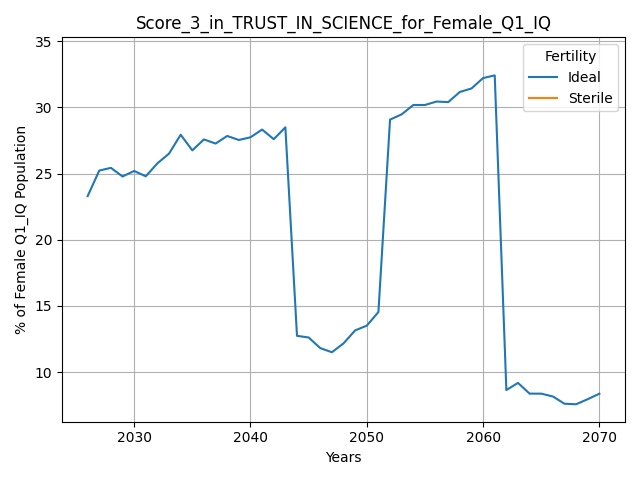 Score_3_in_TRUST_IN_SCIENCE_for_Female_Q1_IQ
% of Female Q1_IQ Population
35
30
25
20
15
10
Fertility
Ideal
Sterile
2030 2040 2050 2060 2070
Years